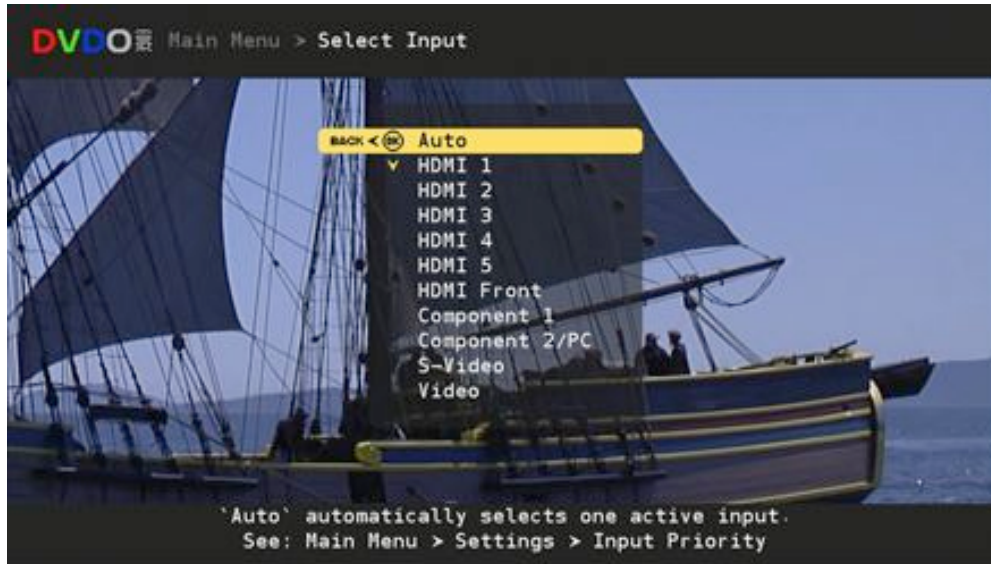 DVDO Main Menu > Select Input
BACK < OK Auto
HDMI 1
HDMI 2
HDMI 3
HDMI 4
HDMI 5
HDMI Front
Component 1
Component 2/PC
S-Video
Video
`Auto` automatically selects one active input.
See: Main Menu > Settings > Input Priority